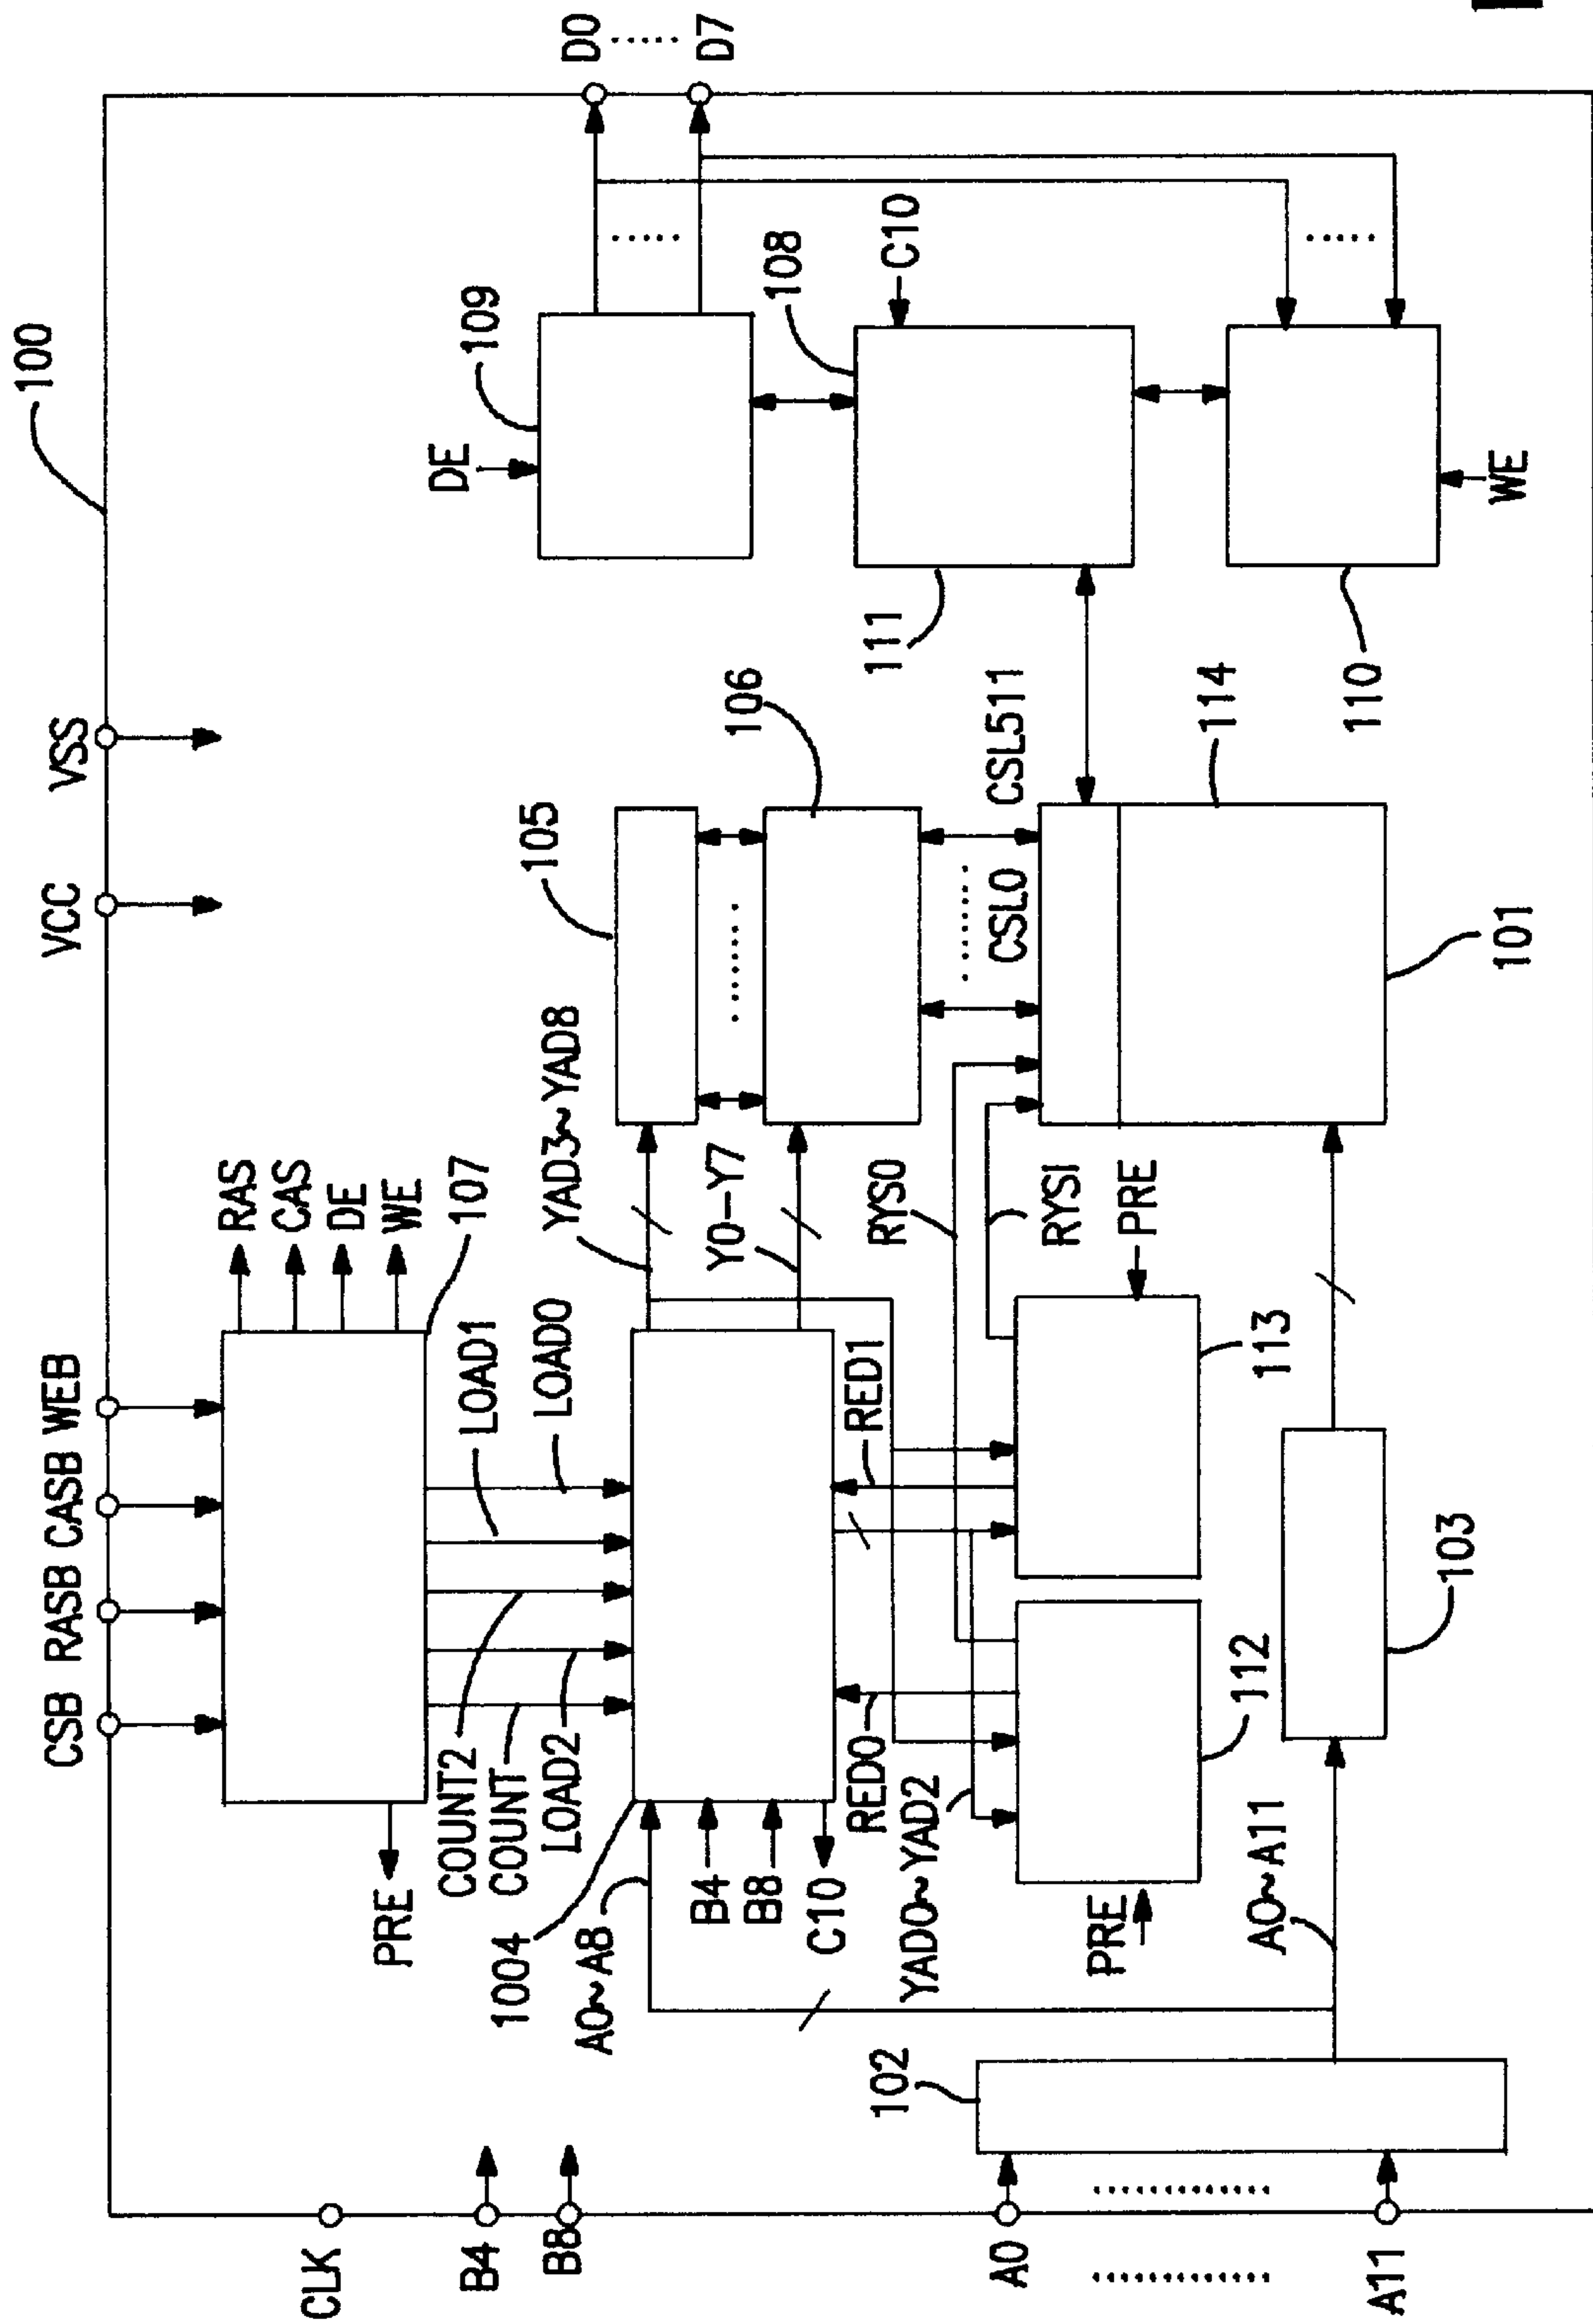 100
VCC
VSS
CSB
RASB
CASB
WEB
CLK
B4
B8
A0
A11
D0
D7
RAS
CAS
DE
WE
107
PRE
COUNT2
COUNT
LOAD2
LOAD1
LOAD0
1004
A0~A8
B4
B8
C10
YAD3~YAD8
Y0-Y7
105
106
DE
109
108
C10
111
WE
110
CSL0
CSL511
RYS0
RYS1
RED0
RED1
YAD0~YAD2
PRE
112
PRE
113
114
101
102
A0~A11
103